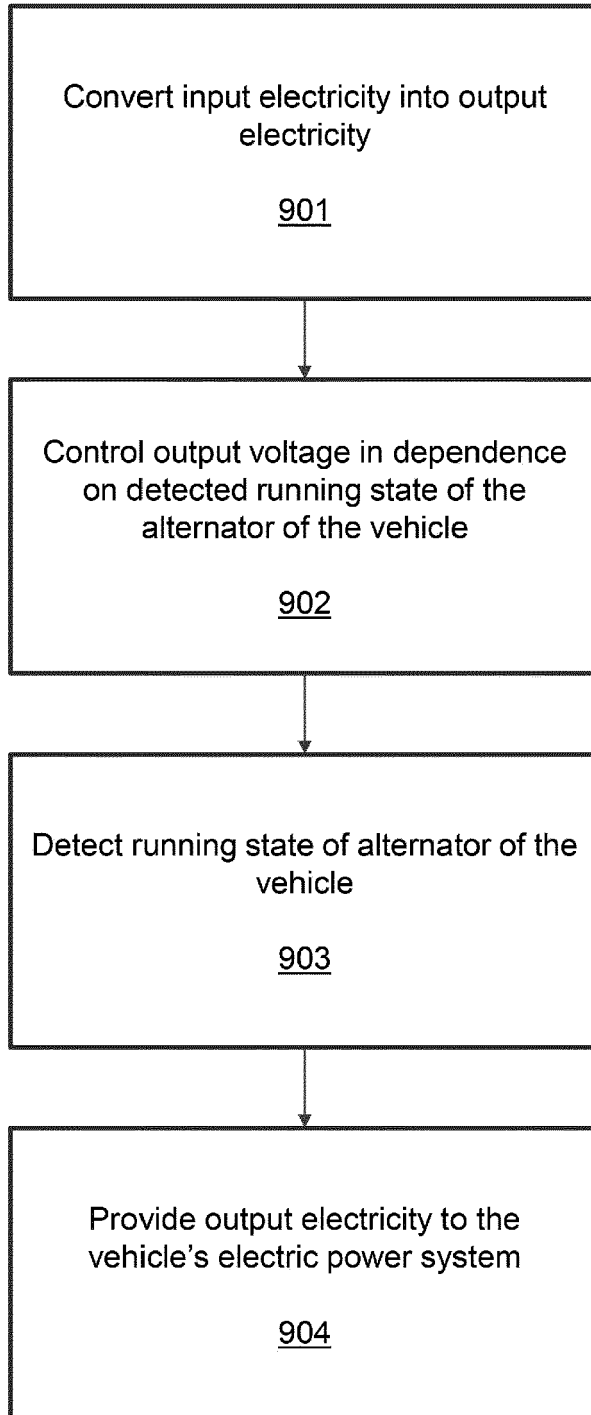 Convert input electricity into output
electricity
901
Control output voltage in dependence
on detected running state of the
alternator of the vehicle
902
Detect running state of alternator of the
vehicle
903
Provide output electricity to the
vehicle's electric power system
904